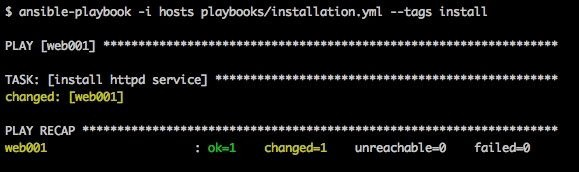 $ ansible-playbook -i hosts playbooks/installation.yml --tags install
PLAY [web001] **************************************************************
TASK: [install httpd service] **********************************************
changed: [web001]
PLAY RECAP *****************************************************************
web001 : ok=1 changed=1 unreachable=0 failed=0